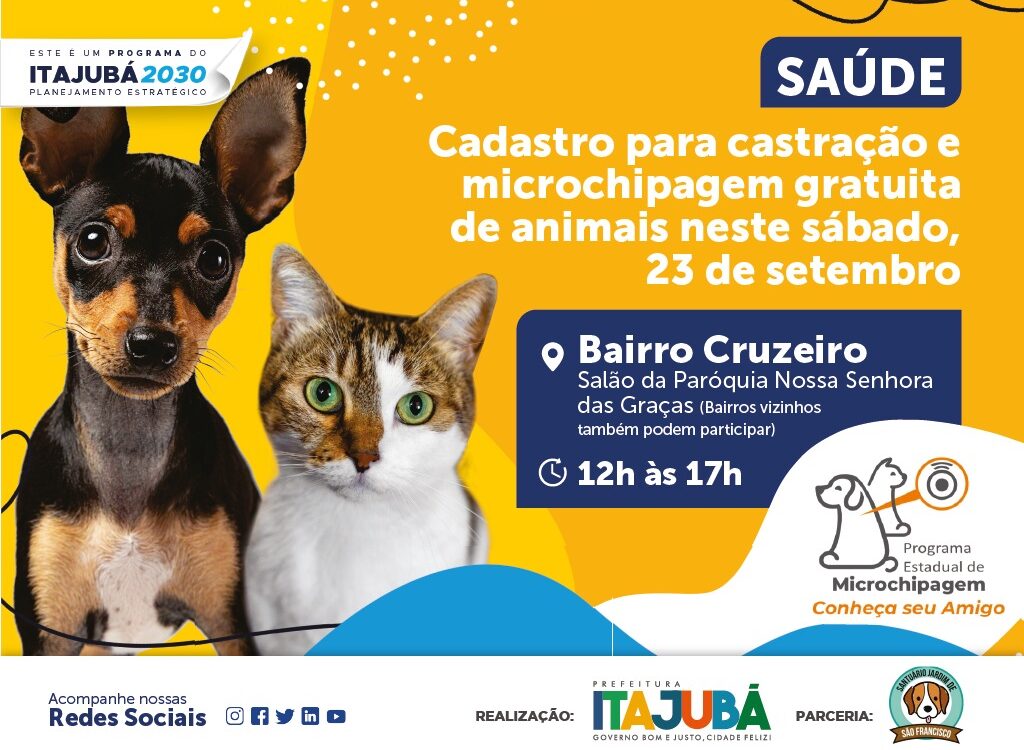 ESTE É UM PROGRAMA DO
ITAJUBÁ 2030
PLANEJAMENTO ESTRATÉGICO
SAÚDE
Cadastro para castração e
microchipagem gratuita
de animais neste sábado,
23 de setembro
Bairro Cruzeiro
Salão da Paróquia Nossa Senhora
das Graças (Bairros vizinhos
também podem participar)
12h às 17h
Programa
Estadual de
Microchipagem
Conheça seu Amigo
Acompanhe nossas
Redes Sociais
REALIZAÇÃO:
PREFEITURA
ITAJUBÁ
GOVERNO BOM E JUSTO, CIDADE FELIZ!
PARCERIA:
SANTUÁRIO JARDIM DE
SÃO FRANCISCO